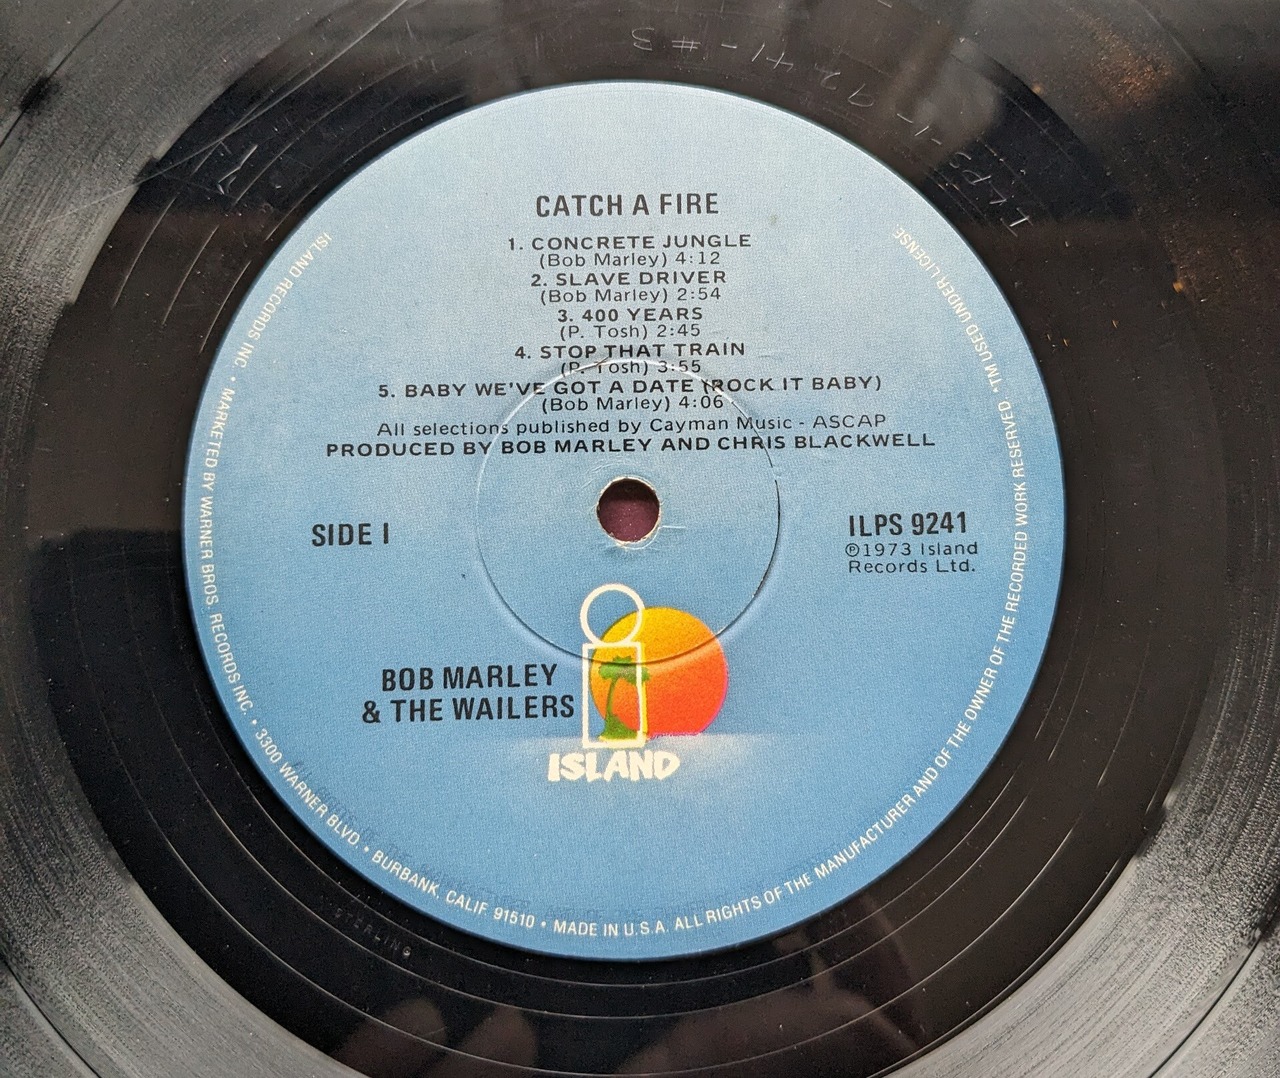 CATCH A FIRE
1. CONCRETE JUNGLE
(Bob Marley) 4:12
2. SLAVE DRIVER
(Bob Marley) 2:54
3. 400 YEARS
(P. Tosh) 2:45
4. STOP THAT TRAIN
(P. Tosh) 3:55
5. BABY WE'VE GOT A DATE (ROCK IT BABY)
(Bob Marley) 4:06
All selections published by Cayman Music - ASCAP
PRODUCED BY BOB MARLEY AND CHRIS BLACKWELL
SIDE I
ILPS 9241
℗1973 Island
Records Ltd.
BOB MARLEY
& THE WAILERS
ISLAND
ISLAND RECORDS INC. • MARKETED BY WARNER BROS. RECORDS INC. • 3300 WARNER BLVD. • BURBANK, CALIF. 91510 • MADE IN U.S.A. ALL RIGHTS OF THE MANUFACTURER AND OF THE OWNER OF THE RECORDED WORK RESERVED. • TM USED UNDER LICENSE
STERLING